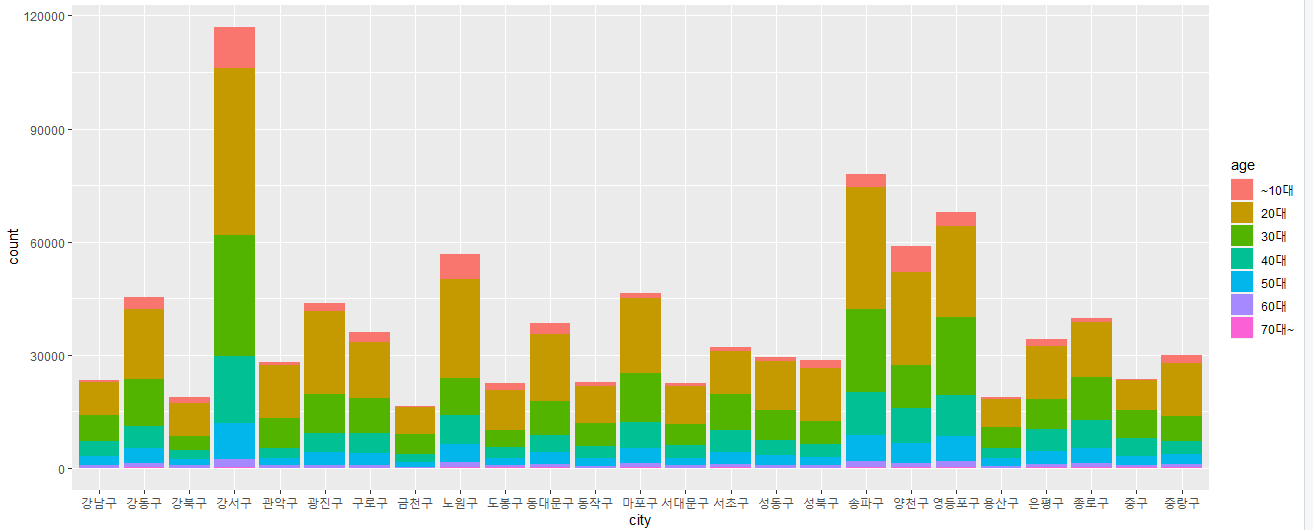 120000
90000
60000
30000
0
count
강남구 강동구 강북구 강서구 관악구 광진구 구로구 금천구 노원구 도봉구 동대문구 동작구 마포구 서대문구 서초구 성동구 성북구 송파구 양천구 영등포구 용산구 은평구 종로구 중구 중랑구
city
age
~10대
20대
30대
40대
50대
60대
70대~